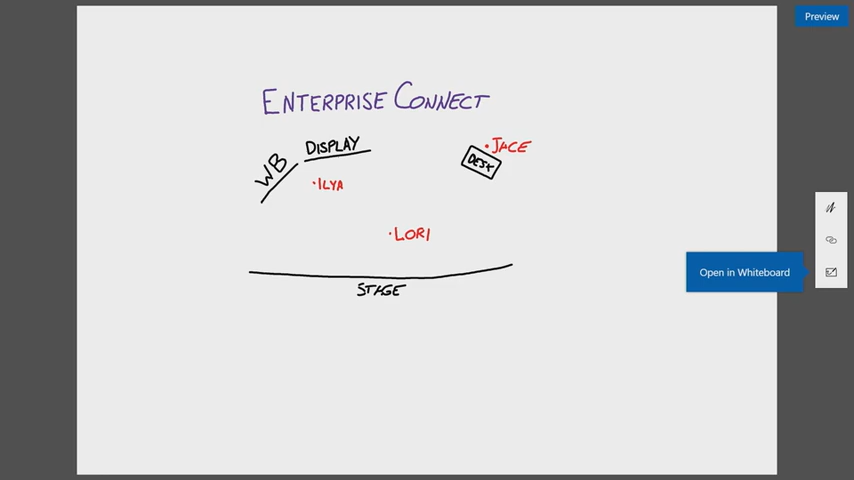 Preview
ENTERPRISE CONNECT
DISPLAY
JACE
WB
DESK
ILYA
LORI
Open in Whiteboard
STAGE